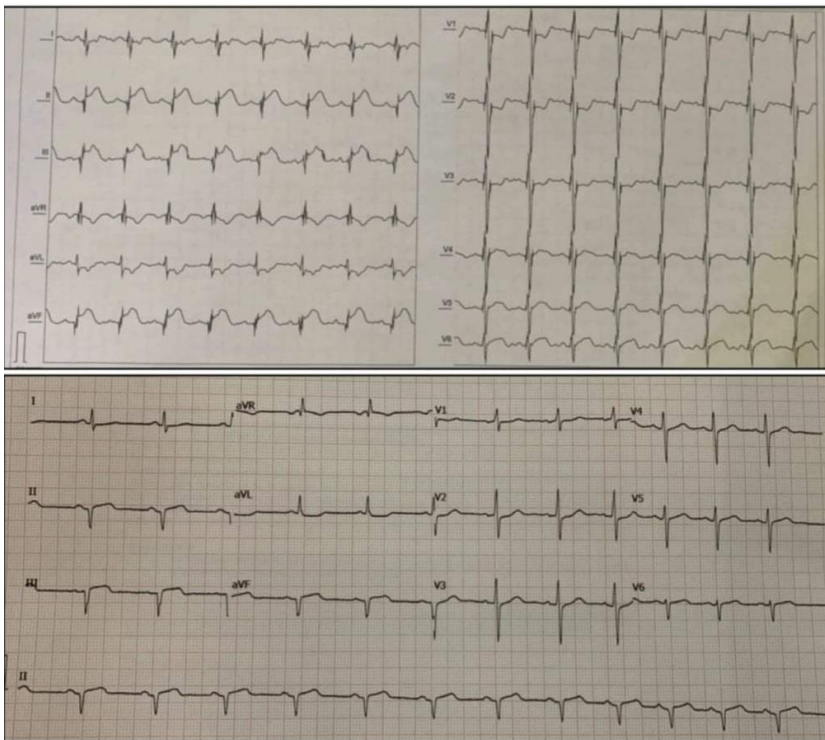 I
II
III
aVR
aVL
aVF
V1
V2
V3
V4
V5
V6
I aVR V1 V4
II aVL V2 V5
III aVF V3 V6
II